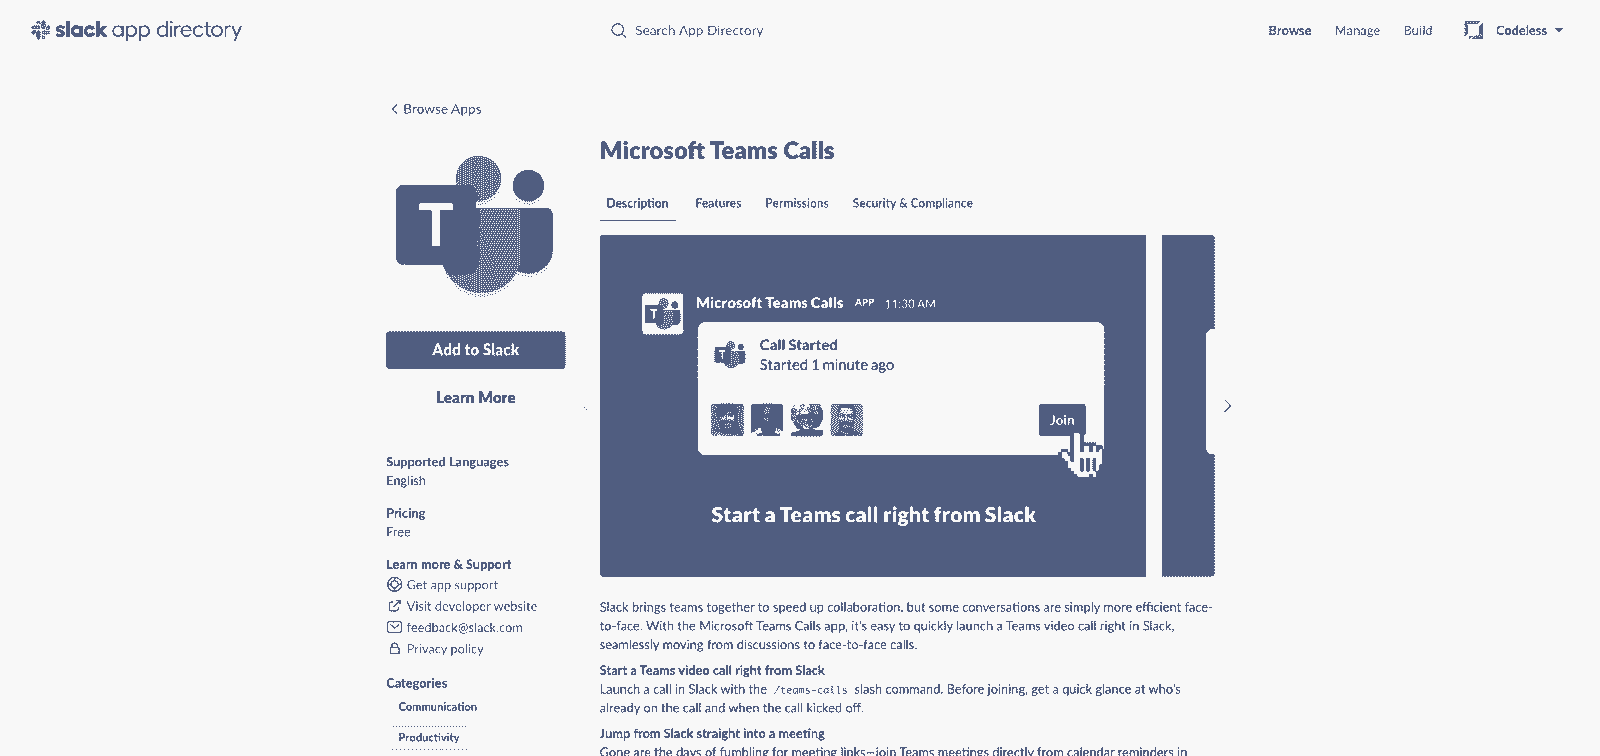 slack app directory
Search App Directory
Browse Manage Build Codeless
Browse Apps
Microsoft Teams Calls
Description Features Permissions Security & Compliance
T
Add to Slack
Learn More
Supported Languages
English
Pricing
Free
Learn more & Support
Get app support
Visit developer website
feedback@slack.com
Privacy policy
Categories
Communication
Productivity
T
Microsoft Teams Calls APP 11:30 AM
T
Call Started
Started 1 minute ago
Join
Start a Teams call right from Slack
Slack brings teams together to speed up collaboration, but some conversations are simply more efficient face-
to-face. With the Microsoft Teams Calls app, it's easy to quickly launch a Teams video call right in Slack,
seamlessly moving from discussions to face-to-face calls.
Start a Teams video call right from Slack
Launch a call in Slack with the /teams-calls slash command. Before joining, get a quick glance at who's
already on the call and when the call kicked off.
Jump from Slack straight into a meeting
Gone are the days of fumbling for meeting links—join Teams meetings directly from calendar reminders in